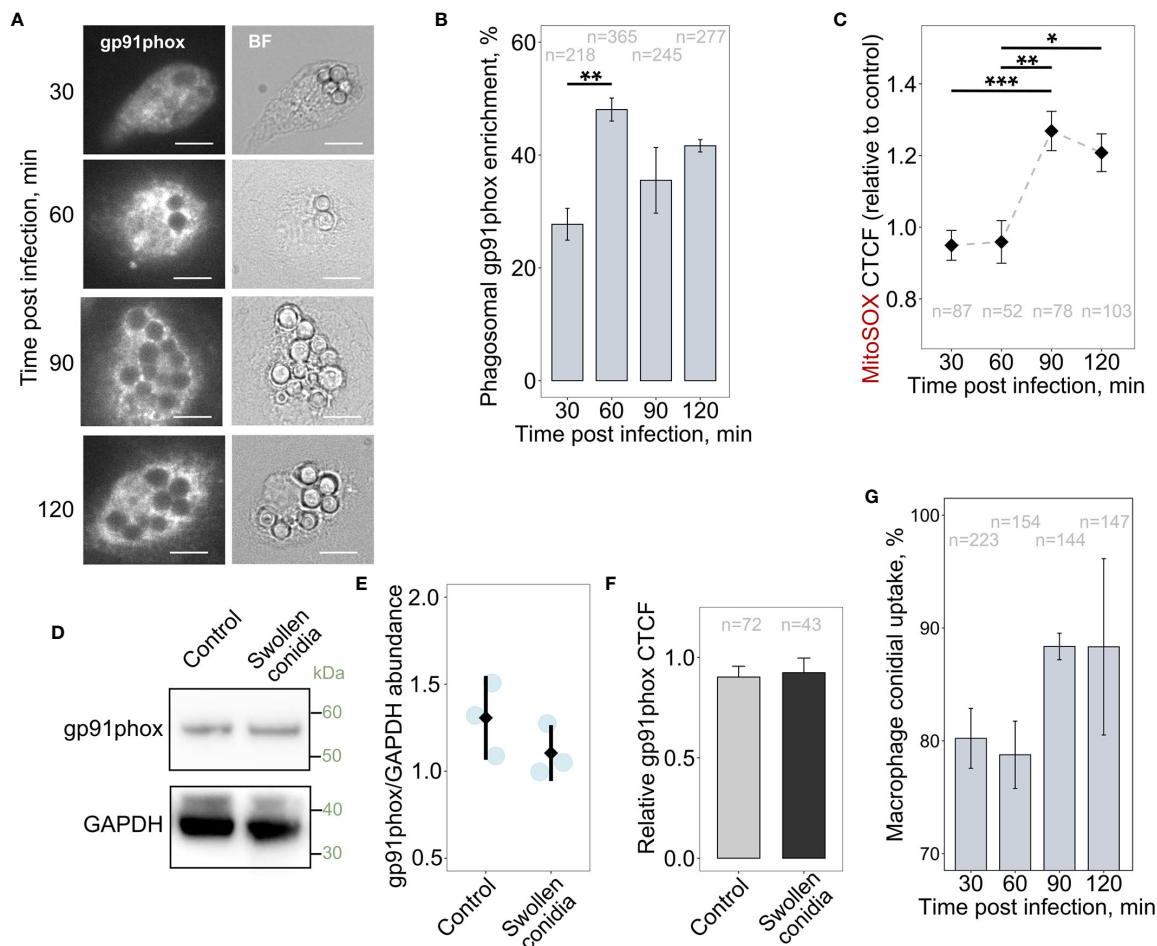 A
gp91phox
BF
30
60
90
120
Time post infection, min
B
Phagosomal gp91phox enrichment, %
60
40
20
0
n=218
n=365
n=245
n=277
**
30 60 90 120
Time post infection, min
C
MitoSOX CTCF (relative to control)
1.4
1.2
1.0
0.8
*
**
***
n=87 n=52 n=78 n=103
30 60 90 120
Time post infection, min
D
Control
Swollen
conidia
kDa
gp91phox
60
50
GAPDH
40
30
E
gp91phox/GAPDH abundance
2.0
1.5
1.0
0.5
Control
Swollen
conidia
F
Relative gp91phox CTCF
1.0
0.5
0.0
n=72 n=43
Control
Swollen
conidia
G
Macrophage conidial uptake, %
100
90
80
70
n=223
n=154
n=144
n=147
30 60 90 120
Time post infection, min